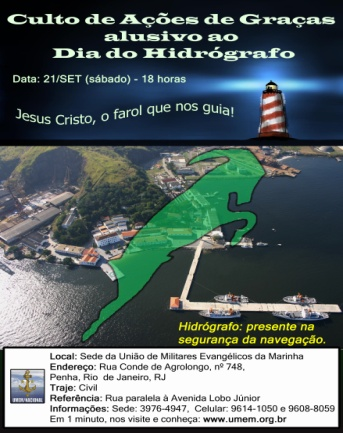 Culto de Ações de Graças
alusivo ao
Dia do Hidrógrafo
Data: 21/SET (sábado) - 18 horas
Jesus Cristo, o farol que nos guia!
Hidrógrafo: presente na
segurança da navegação.
Local: Sede da União de Militares Evangélicos da Marinha
Endereço: Rua Conde de Agrolongo, nº 748,
Penha, Rio de Janeiro, RJ
Traje: Civil
Referência: Rua paralela à Avenida Lobo Júnior
Informações: Sede: 3976-4947, Celular: 9614-1050 e 9608-8059
Em 1 minuto, nos visite e conheça: www.umem.org.br
UMEM/NACIONAL